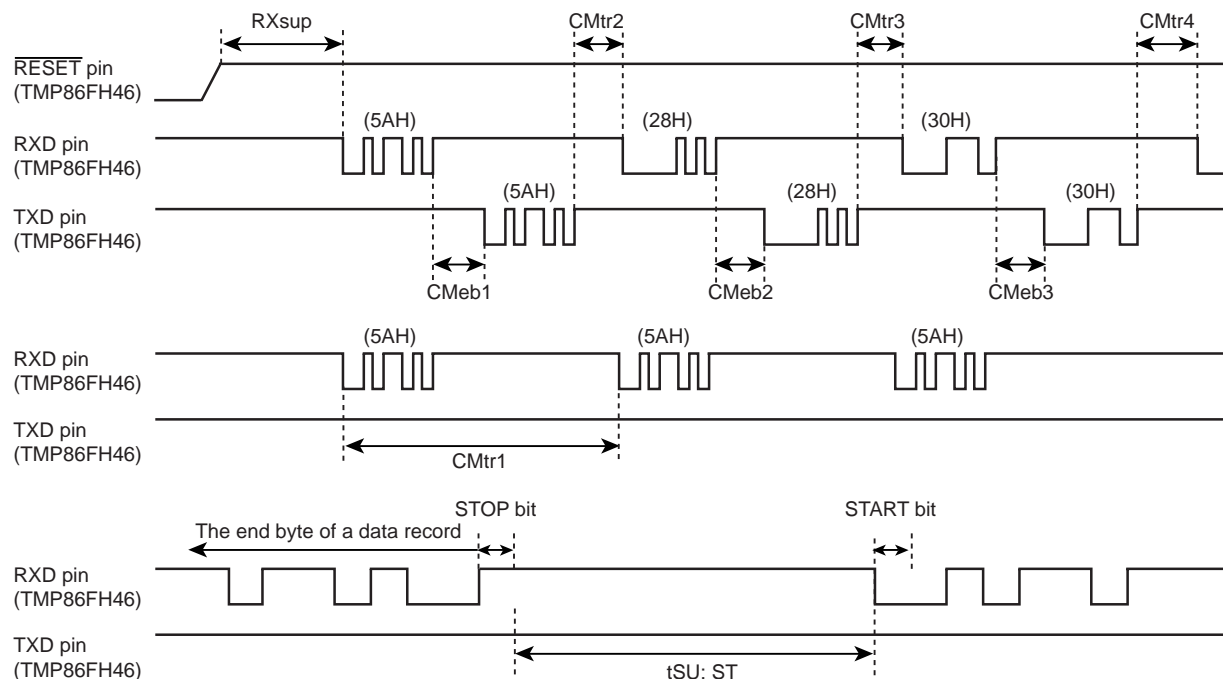 RXsup
CMtr2
CMtr3
CMtr4
RESET pin
(TMP86FH46)
(5AH)
(28H)
(30H)
RXD pin
(TMP86FH46)
(5AH)
(28H)
(30H)
TXD pin
(TMP86FH46)
CMeb1
CMeb2
CMeb3
(5AH)
(5AH)
(5AH)
RXD pin
(TMP86FH46)
TXD pin
(TMP86FH46)
CMtr1
STOP bit
START bit
The end byte of a data record
RXD pin
(TMP86FH46)
TXD pin
(TMP86FH46)
tSU; ST